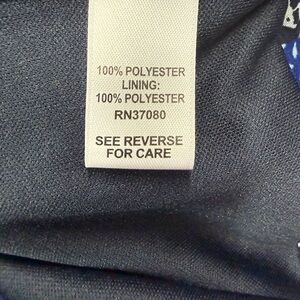 100% POLYESTER
LINING:
100% POLYESTER
RN37080
SEE REVERSE
FOR CARE